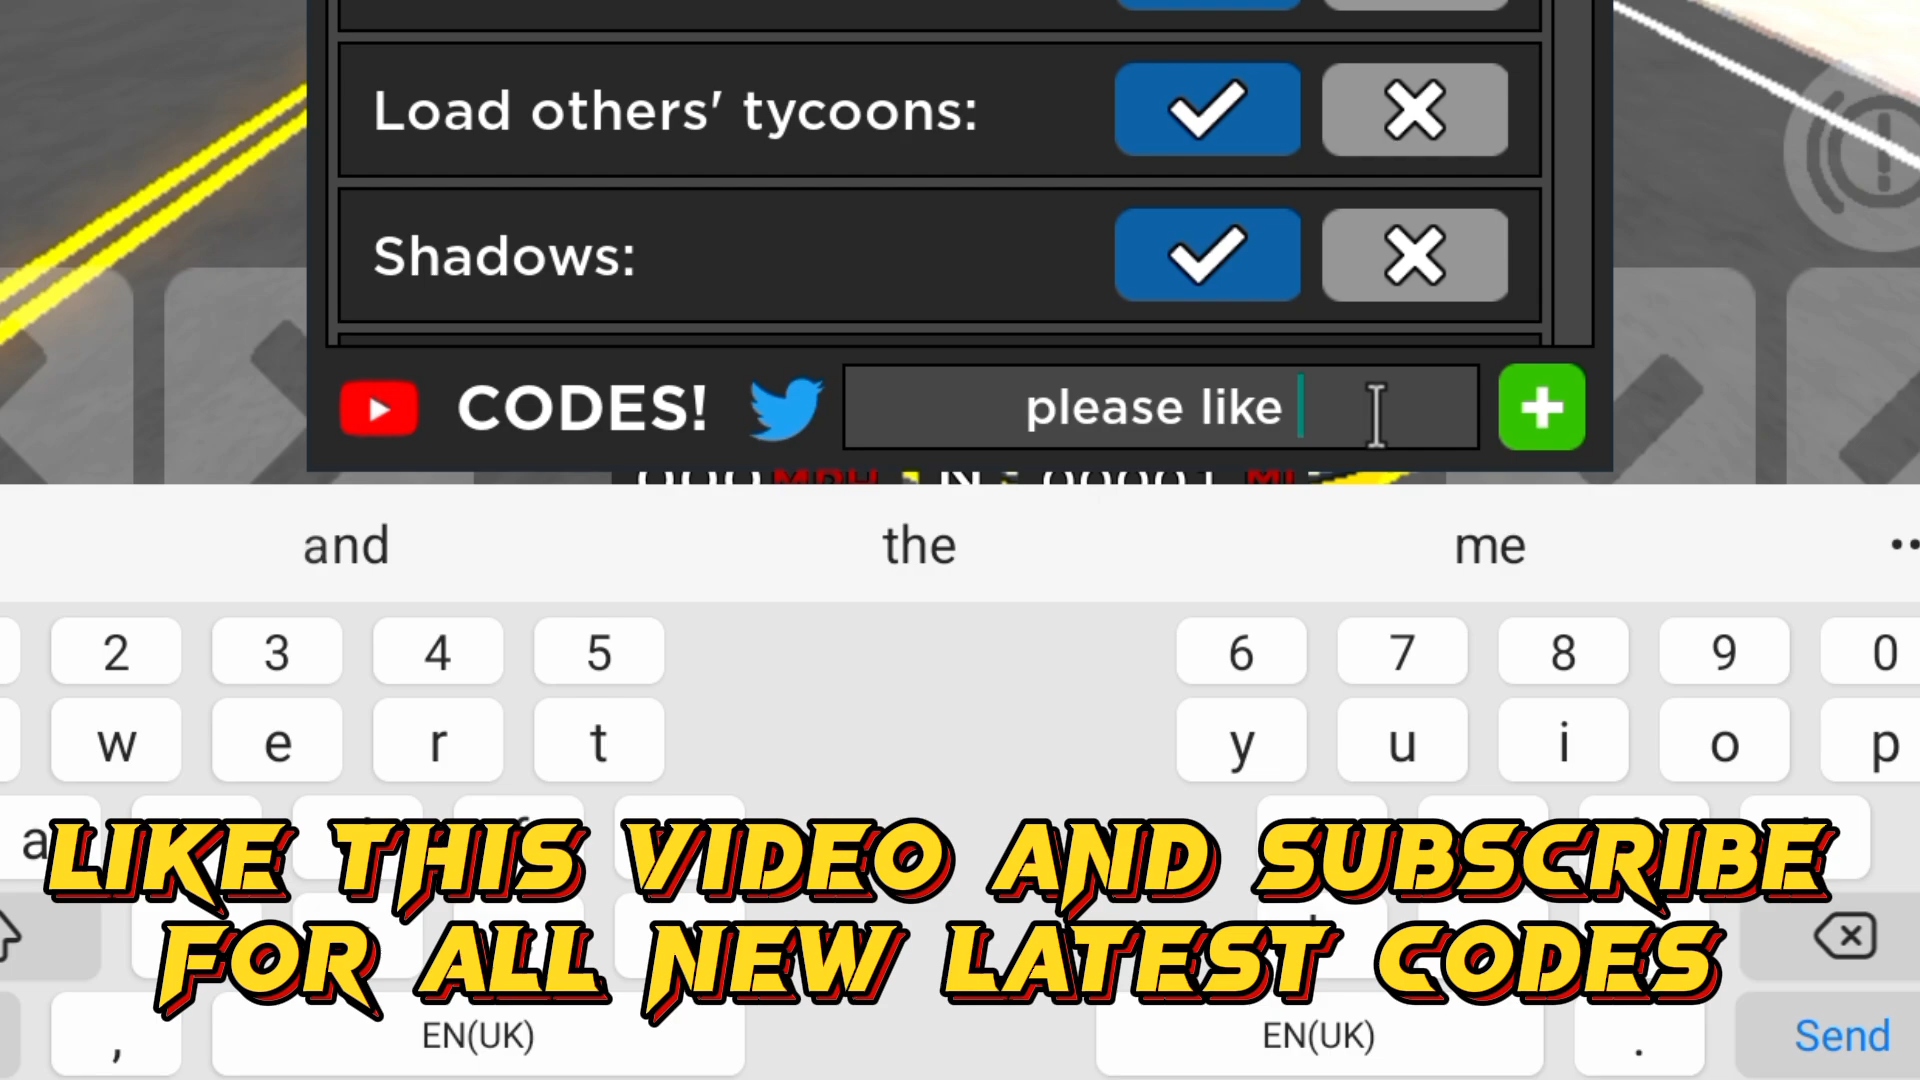 Load others' tycoons:
Shadows:
CODES! please like
and the me ..
2 3 4 5 6 7 8 9 0
w e r t y u i o p
a
LIKE THIS VIDEO AND SUBSCRIBE
FOR ALL NEW LATEST CODES
, EN(UK) EN(UK) . Send